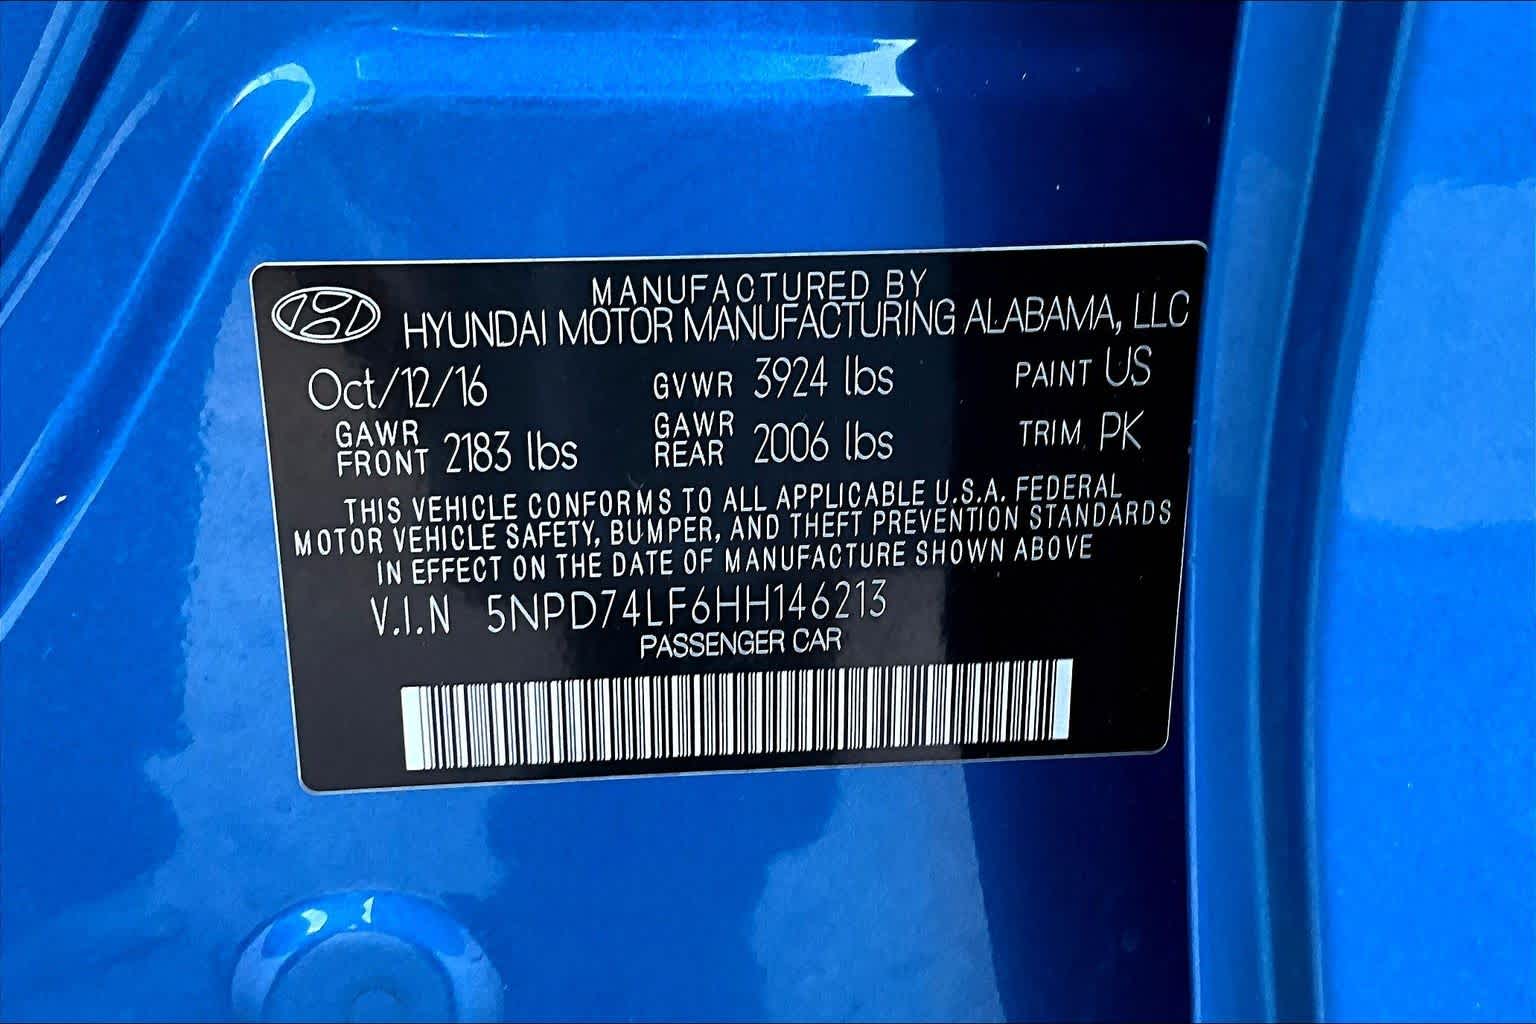 MANUFACTURED BY
HYUNDAI MOTOR MANUFACTURING ALABAMA, LLC
Oct/12/16 GVWR 3924 lbs PAINT US
GAWR FRONT 2183 lbs GAWR REAR 2006 lbs TRIM PK
THIS VEHICLE CONFORMS TO ALL APPLICABLE U.S.A. FEDERAL
MOTOR VEHICLE SAFETY, BUMPER, AND THEFT PREVENTION STANDARDS
IN EFFECT ON THE DATE OF MANUFACTURE SHOWN ABOVE
V.I.N 5NPD74LF6HH146213
PASSENGER CAR